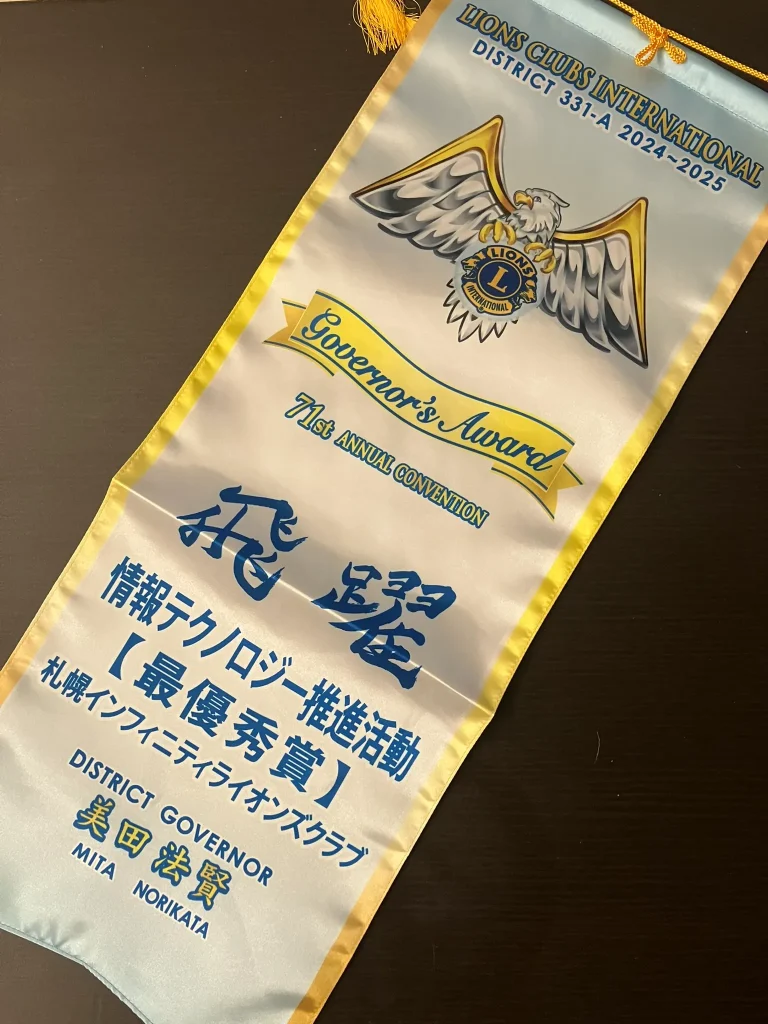 LIONS CLUBS INTERNATIONAL
DISTRICT 331-A 2024~2025
LIONS
L
INTERNATIONAL
Governor's Award
71st ANNUAL CONVENTION
飛躍
情報テクノロジー推進活動
【最優秀賞】
札幌インフィニティライオンズクラブ
DISTRICT GOVERNOR
美田法賢
MITA NORIKATA